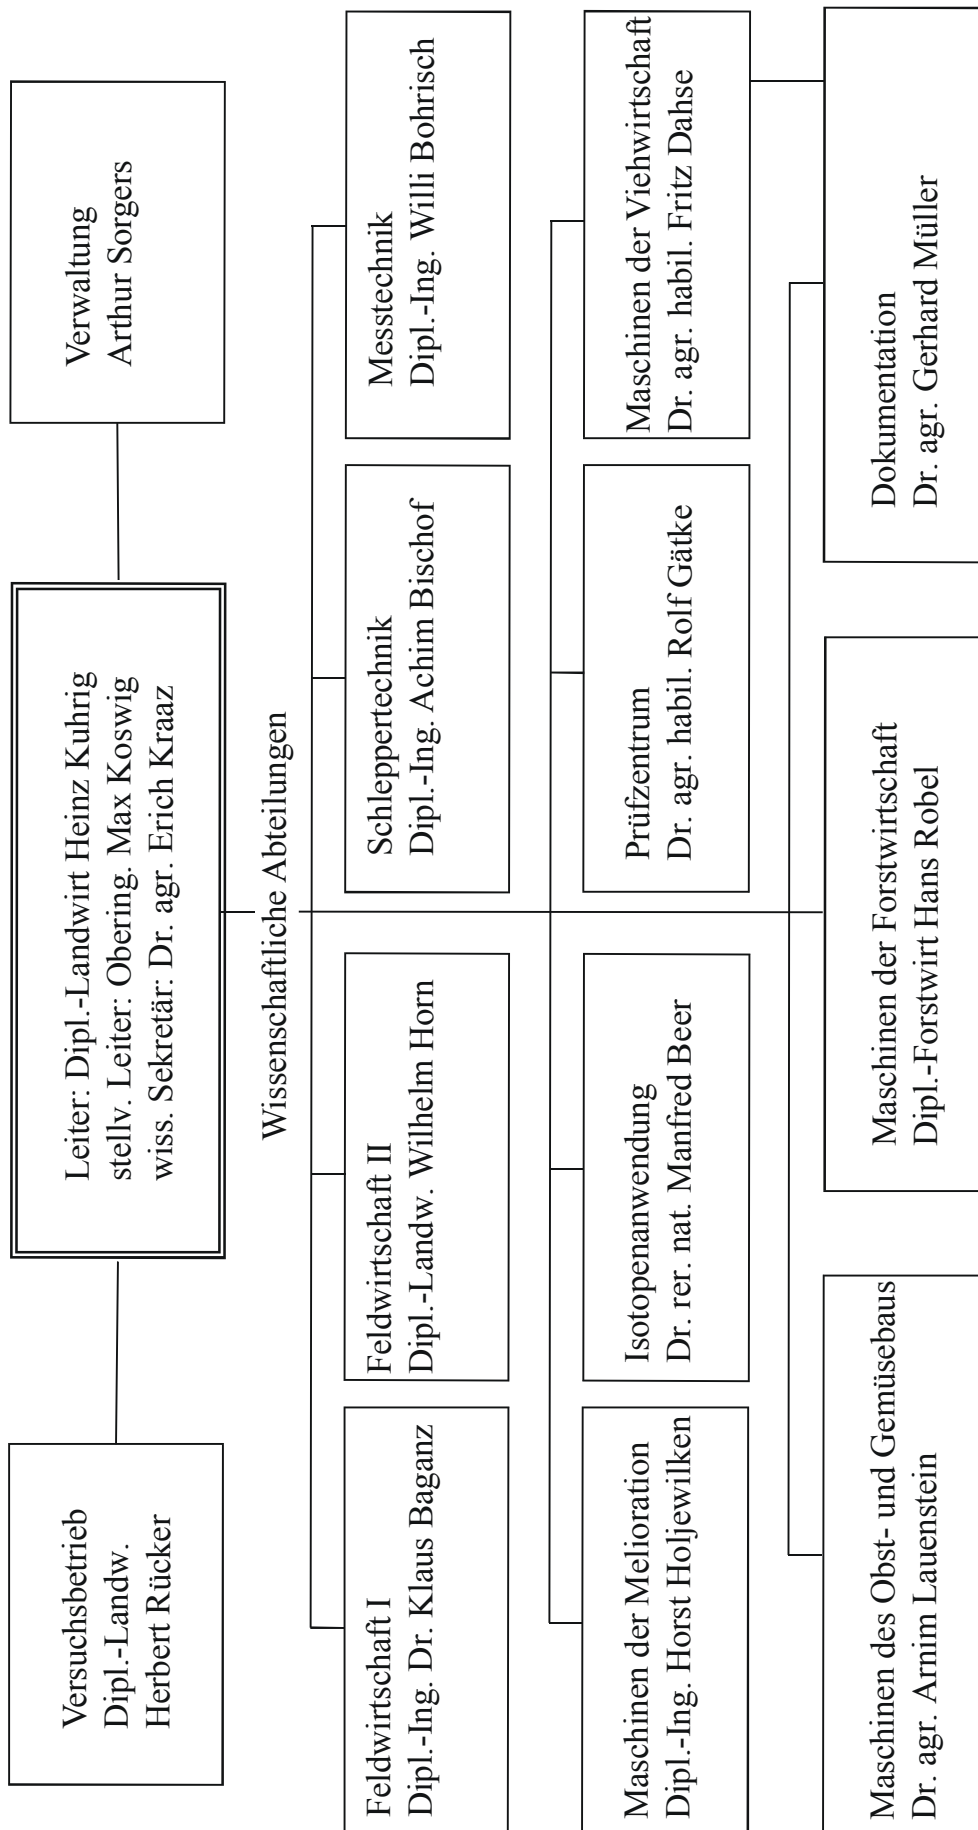 Versuchsbetrieb
Dipl.-Landw.
Herbert Rücker
Leiter: Dipl.-Landwirt Heinz Kuhrig
stellv. Leiter: Obering. Max Koswig
wiss. Sekretär: Dr. agr. Erich Kraaz
Verwaltung
Arthur Sorgers
Wissenschaftliche Abteilungen
Feldwirtschaft I
Dipl.-Ing. Dr. Klaus Baganz
Feldwirtschaft II
Dipl.-Landw. Wilhelm Horn
Schleppertechnik
Dipl.-Ing. Achim Bischof
Messtechnik
Dipl.-Ing. Willi Bohrisch
Maschinen der Melioration
Dipl.-Ing. Horst Holjewilken
Isotopenanwendung
Dr. rer. nat. Manfred Beer
Prüfzentrum
Dr. agr. habil. Rolf Gätke
Maschinen der Viehwirtschaft
Dr. agr. habil. Fritz Dahse
Maschinen des Obst- und Gemüsebaus
Dr. agr. Arnim Lauenstein
Maschinen der Forstwirtschaft
Dipl.-Forstwirt Hans Robel
Dokumentation
Dr. agr. Gerhard Müller